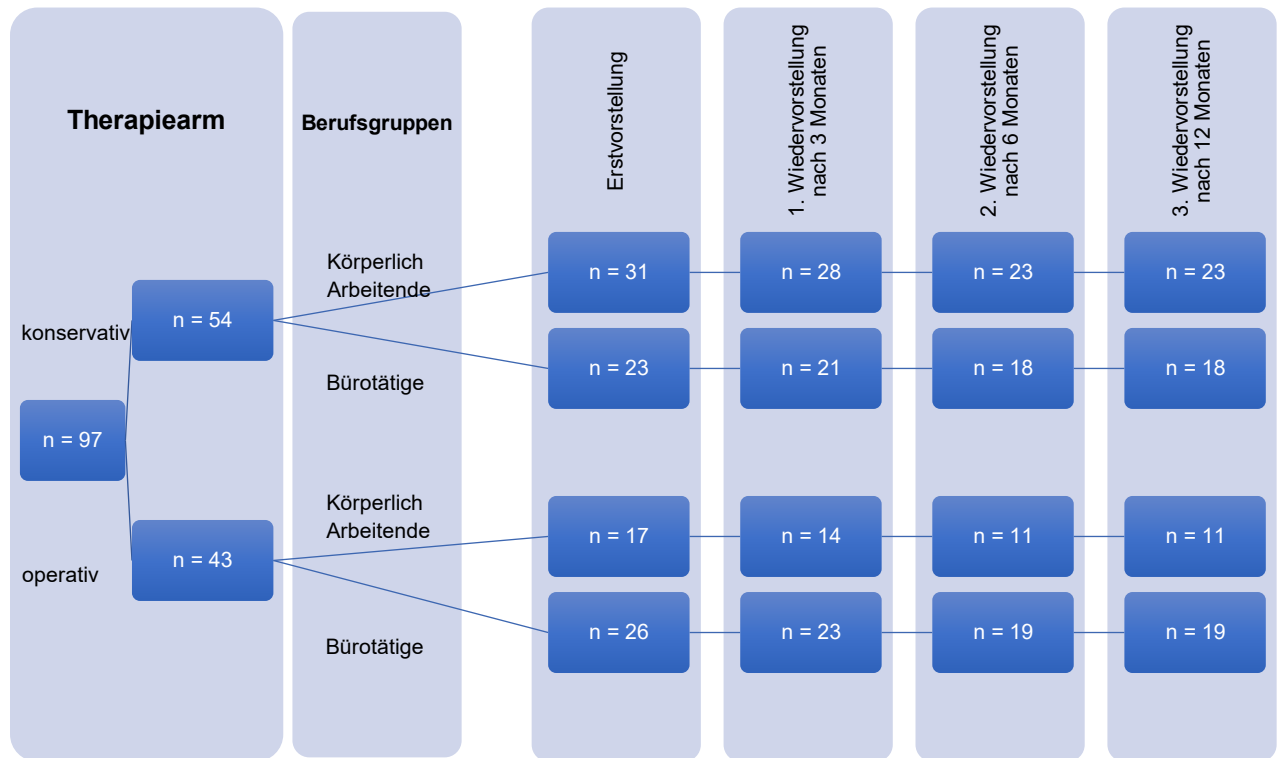 Therapiearm
Berufsgruppen
Erstvorstellung
1. Wiedervorstellung
nach 3 Monaten
2. Wiedervorstellung
nach 6 Monaten
3. Wiedervorstellung
nach 12 Monaten
n = 97
konservativ
n = 54
Körperlich
Arbeitende
n = 31
n = 28
n = 23
n = 23
Bürotätige
n = 23
n = 21
n = 18
n = 18
operativ
n = 43
Körperlich
Arbeitende
n = 17
n = 14
n = 11
n = 11
Bürotätige
n = 26
n = 23
n = 19
n = 19